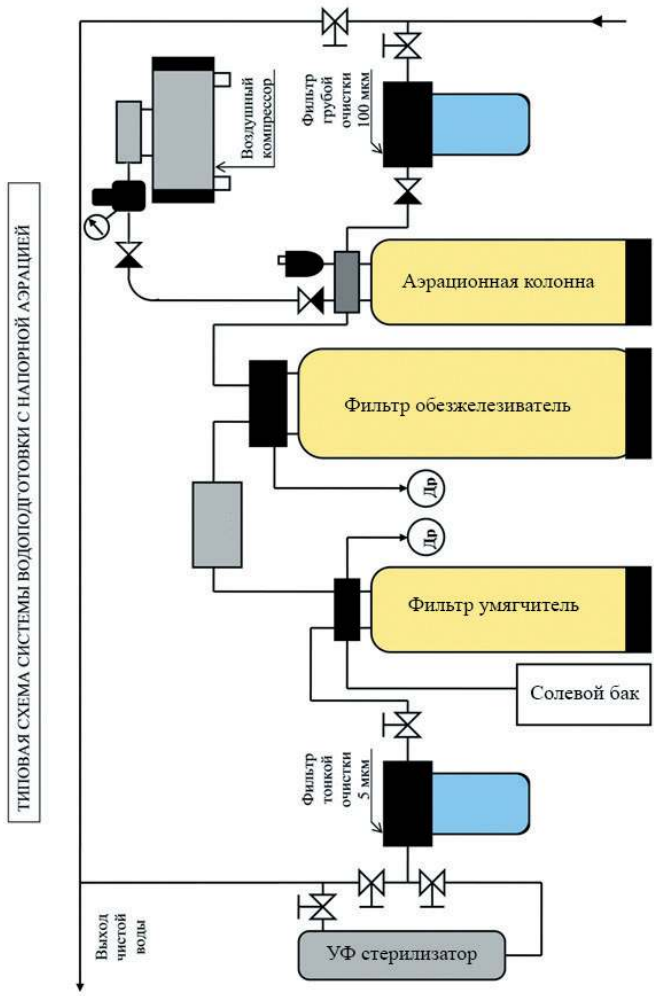 ТИПОВАЯ СХЕМА СИСТЕМЫ ВОДОПОДГОТОВКИ С НАПОРНОЙ АЭРАЦИЕЙ
Выход
чистой
воды
Воздушный
компрессор
Фильтр
грубой
очистки
100 мкм
Аэрационная колонна
Фильтр обезжелезиватель
Др
Др
Фильтр умягчитель
Солевой бак
Фильтр
тонкой
очистки
5 мкм
УФ стерилизатор